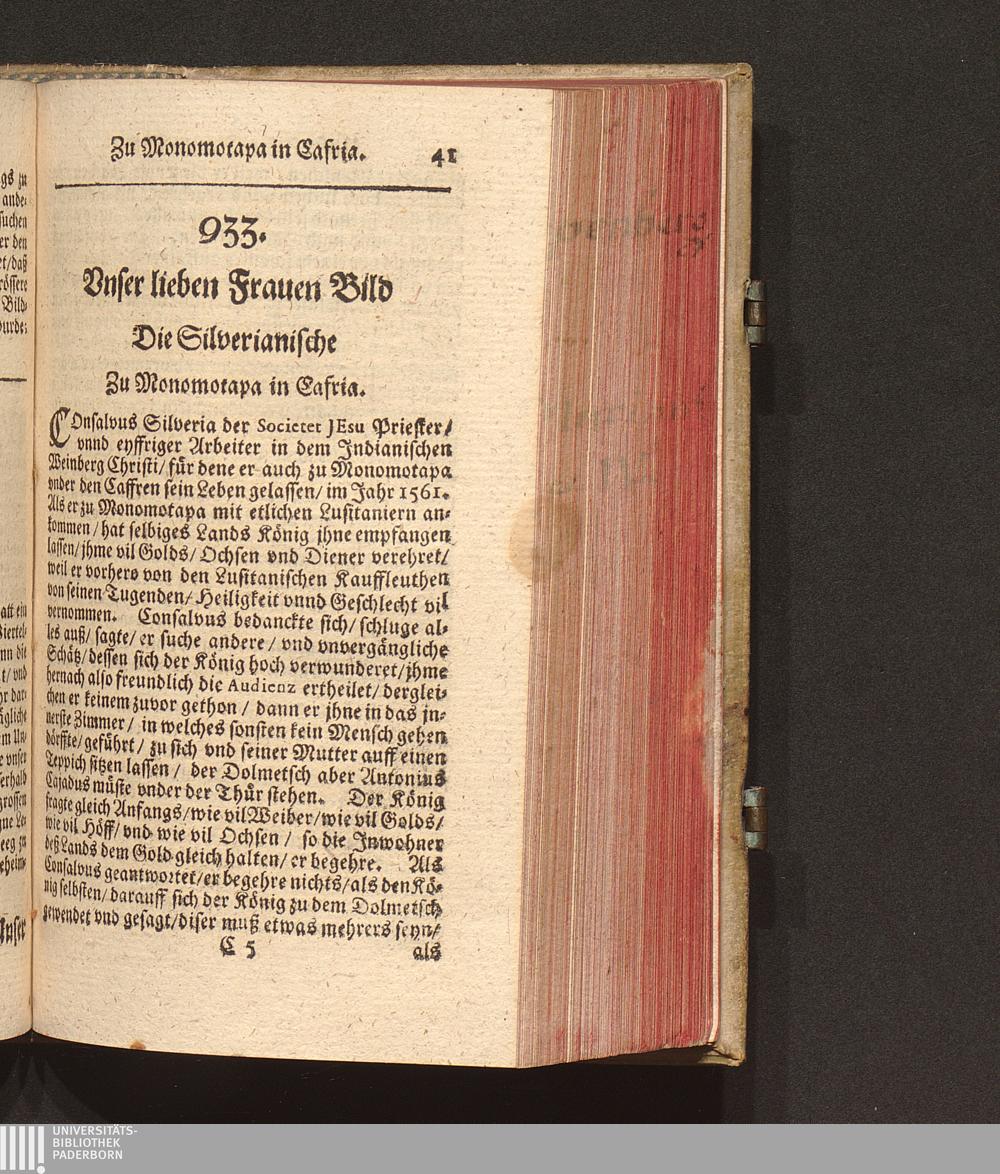 Zu Monomotapa in Cafria. 41
933.
Vnser lieben Frauen Bild
Die Silverianische
Zu Monomotapa in Cafria.
COnsalvus Silveria der Societet JEsu Priester/
vnnd eyffriger Arbeiter in dem Indianischen
Weinberg Christi/ für dene er auch zu Monomotapa
vnder den Caffren sein Leben gelassen/ im Jahr 1561.
Als er zu Monomotapa mit etlichen Lusitaniern an-
kommen/ hat selbiges Lands König jhne empfangen
lassen/ jhme vil Golds/ Ochsen vnd Diener verehret/
weil er vorhero von den Lusitanischen Kauffleuthen
von seinen Tugenden/ Heiligkeit vnnd Geschlecht vil
vernommen. Consalvus bedanckte sich/ schluge al-
les auß/ sagte/ er suche andere/ vnd vnvergängliche
Schätz/ dessen sich der König hoch verwunderet/ jhme
hernach also freundlich die Audienz ertheilet/ derglei-
chen er keinem zuvor gethon/ dann er jhne in das jn-
nerste Zimmer/ in welches sonsten kein Mensch gehen
dörffte/ geführt/ zu sich vnd seiner Mutter auff einen
Teppich sitzen lassen/ der Dolmetsch aber Antonius
Cajadus müste vnder der Thür stehen. Der König
fragte gleich Anfangs/ wie vil Weiber/ wie vil Golds/
wie vil Höff/ vnd wie vil Ochsen/ so die Inwohner
deß Lands dem Gold gleich halten/ er begehre. Als
Consalvus geantwortet/ er begehre nichts/ als den Kö-
nig selbsten/ darauff sich der König zu dem Dolmetsch
gewendet vnd gesagt/ diser muß etwas mehrers seyn/
C 5 als
UNIVERSITÄTS-
BIBLIOTHEK
PADERBORN